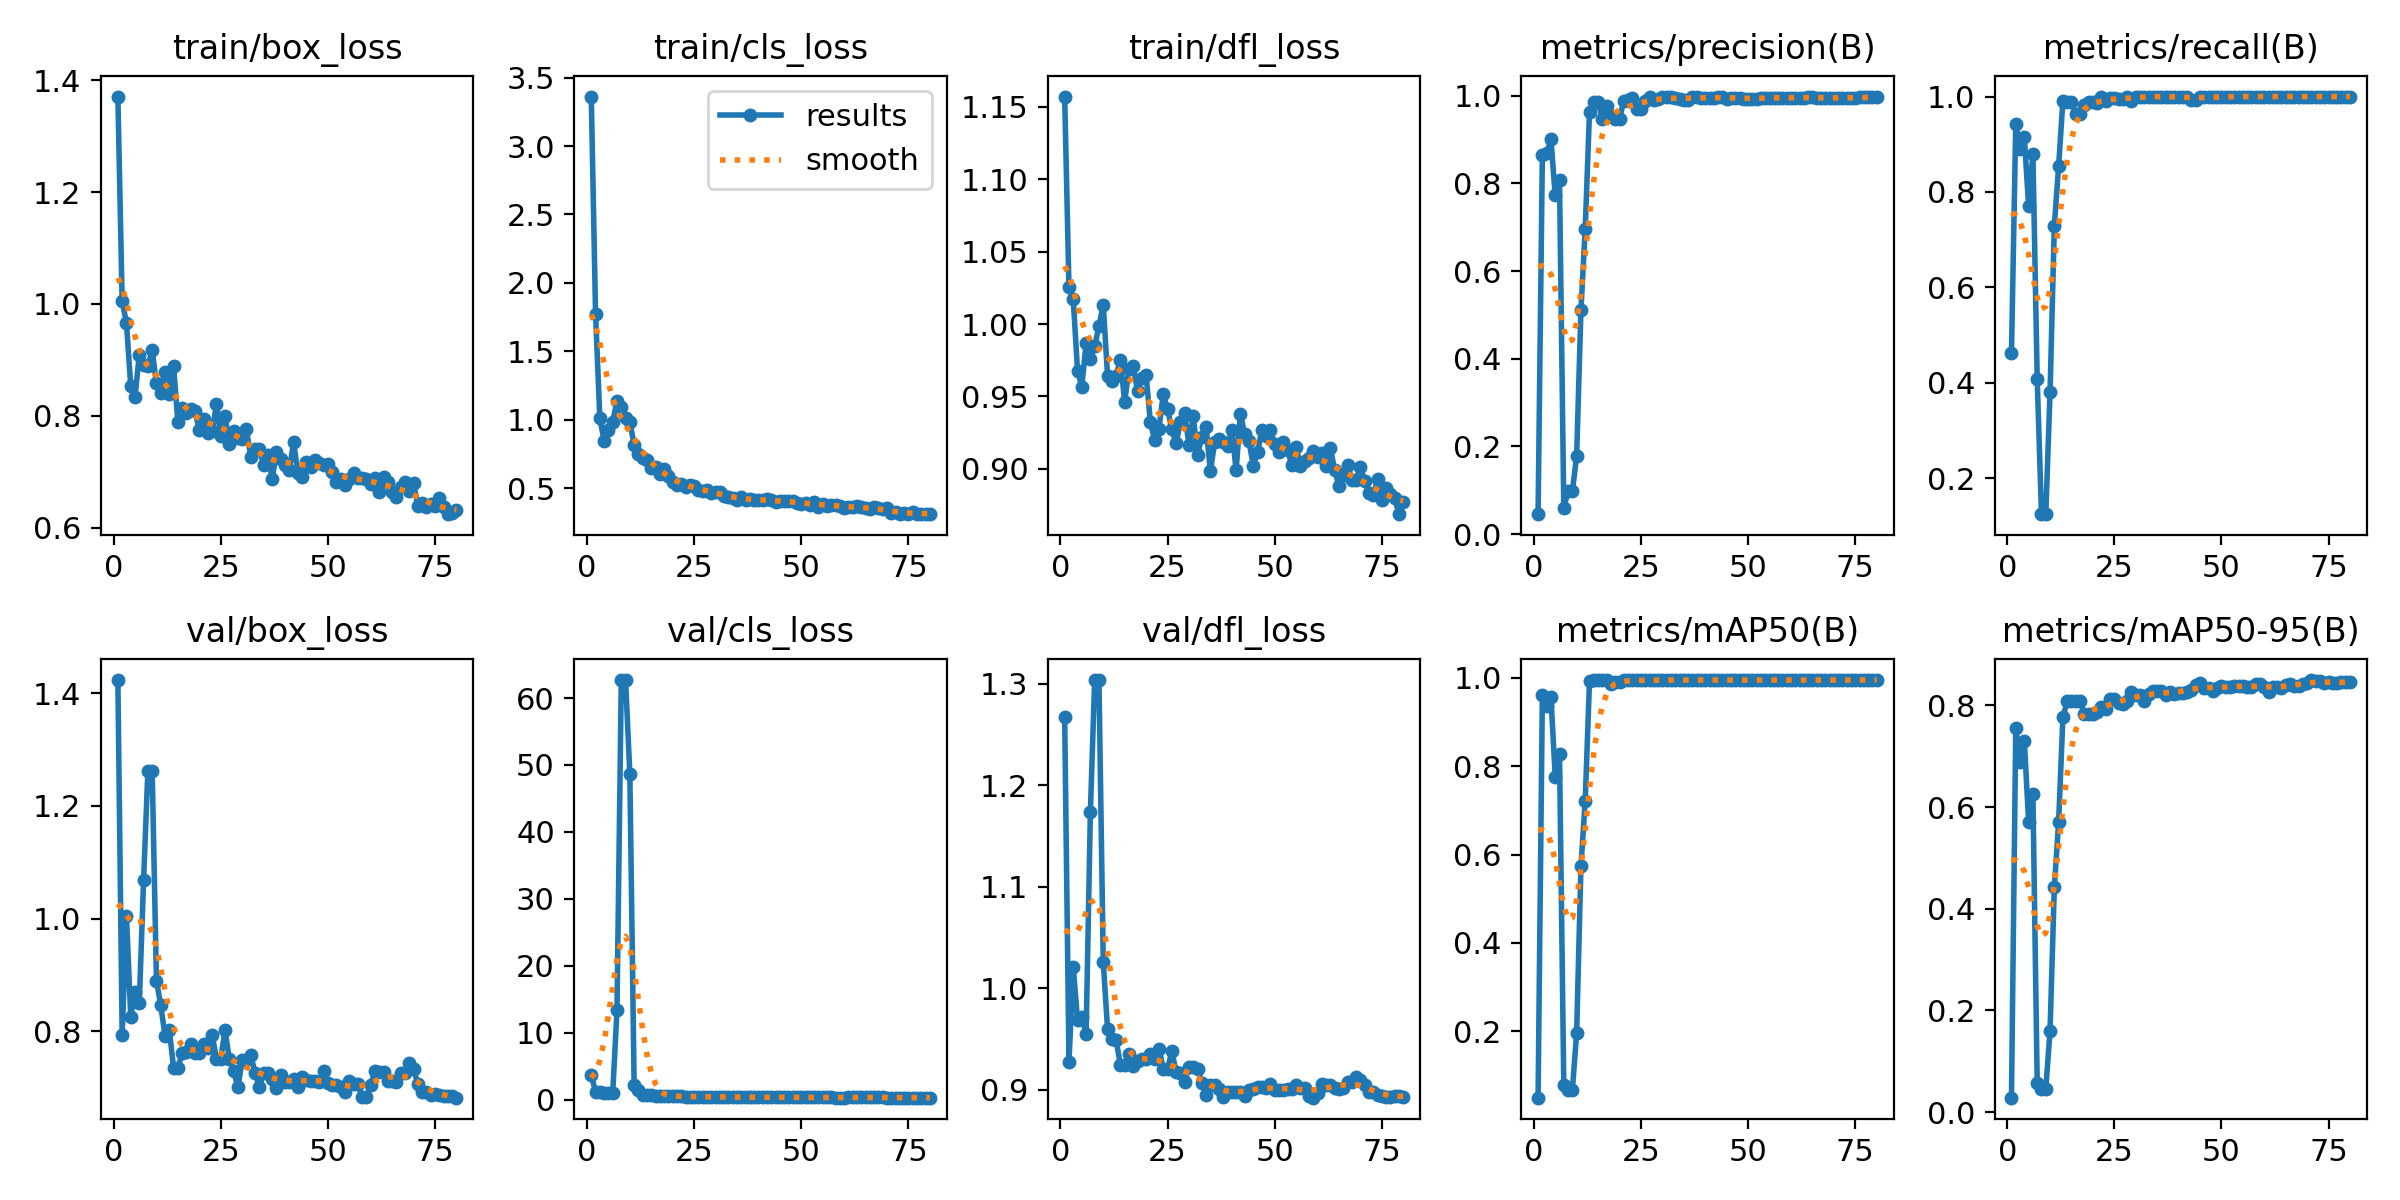 train/box_loss
1.4
1.2
1.0
0.8
0.6
0 25 50 75
train/cls_loss
results
smooth
3.5
3.0
2.5
2.0
1.5
1.0
0.5
0 25 50 75
train/dfl_loss
1.15
1.10
1.05
1.00
0.95
0.90
0 25 50 75
metrics/precision(B)
1.0
0.8
0.6
0.4
0.2
0.0
0 25 50 75
metrics/recall(B)
1.0
0.8
0.6
0.4
0.2
0 25 50 75
val/box_loss
1.4
1.2
1.0
0.8
0 25 50 75
val/cls_loss
60
50
40
30
20
10
0
0 25 50 75
val/dfl_loss
1.3
1.2
1.1
1.0
0.9
0 25 50 75
metrics/mAP50(B)
1.0
0.8
0.6
0.4
0.2
0 25 50 75
metrics/mAP50-95(B)
0.8
0.6
0.4
0.2
0.0
0 25 50 75